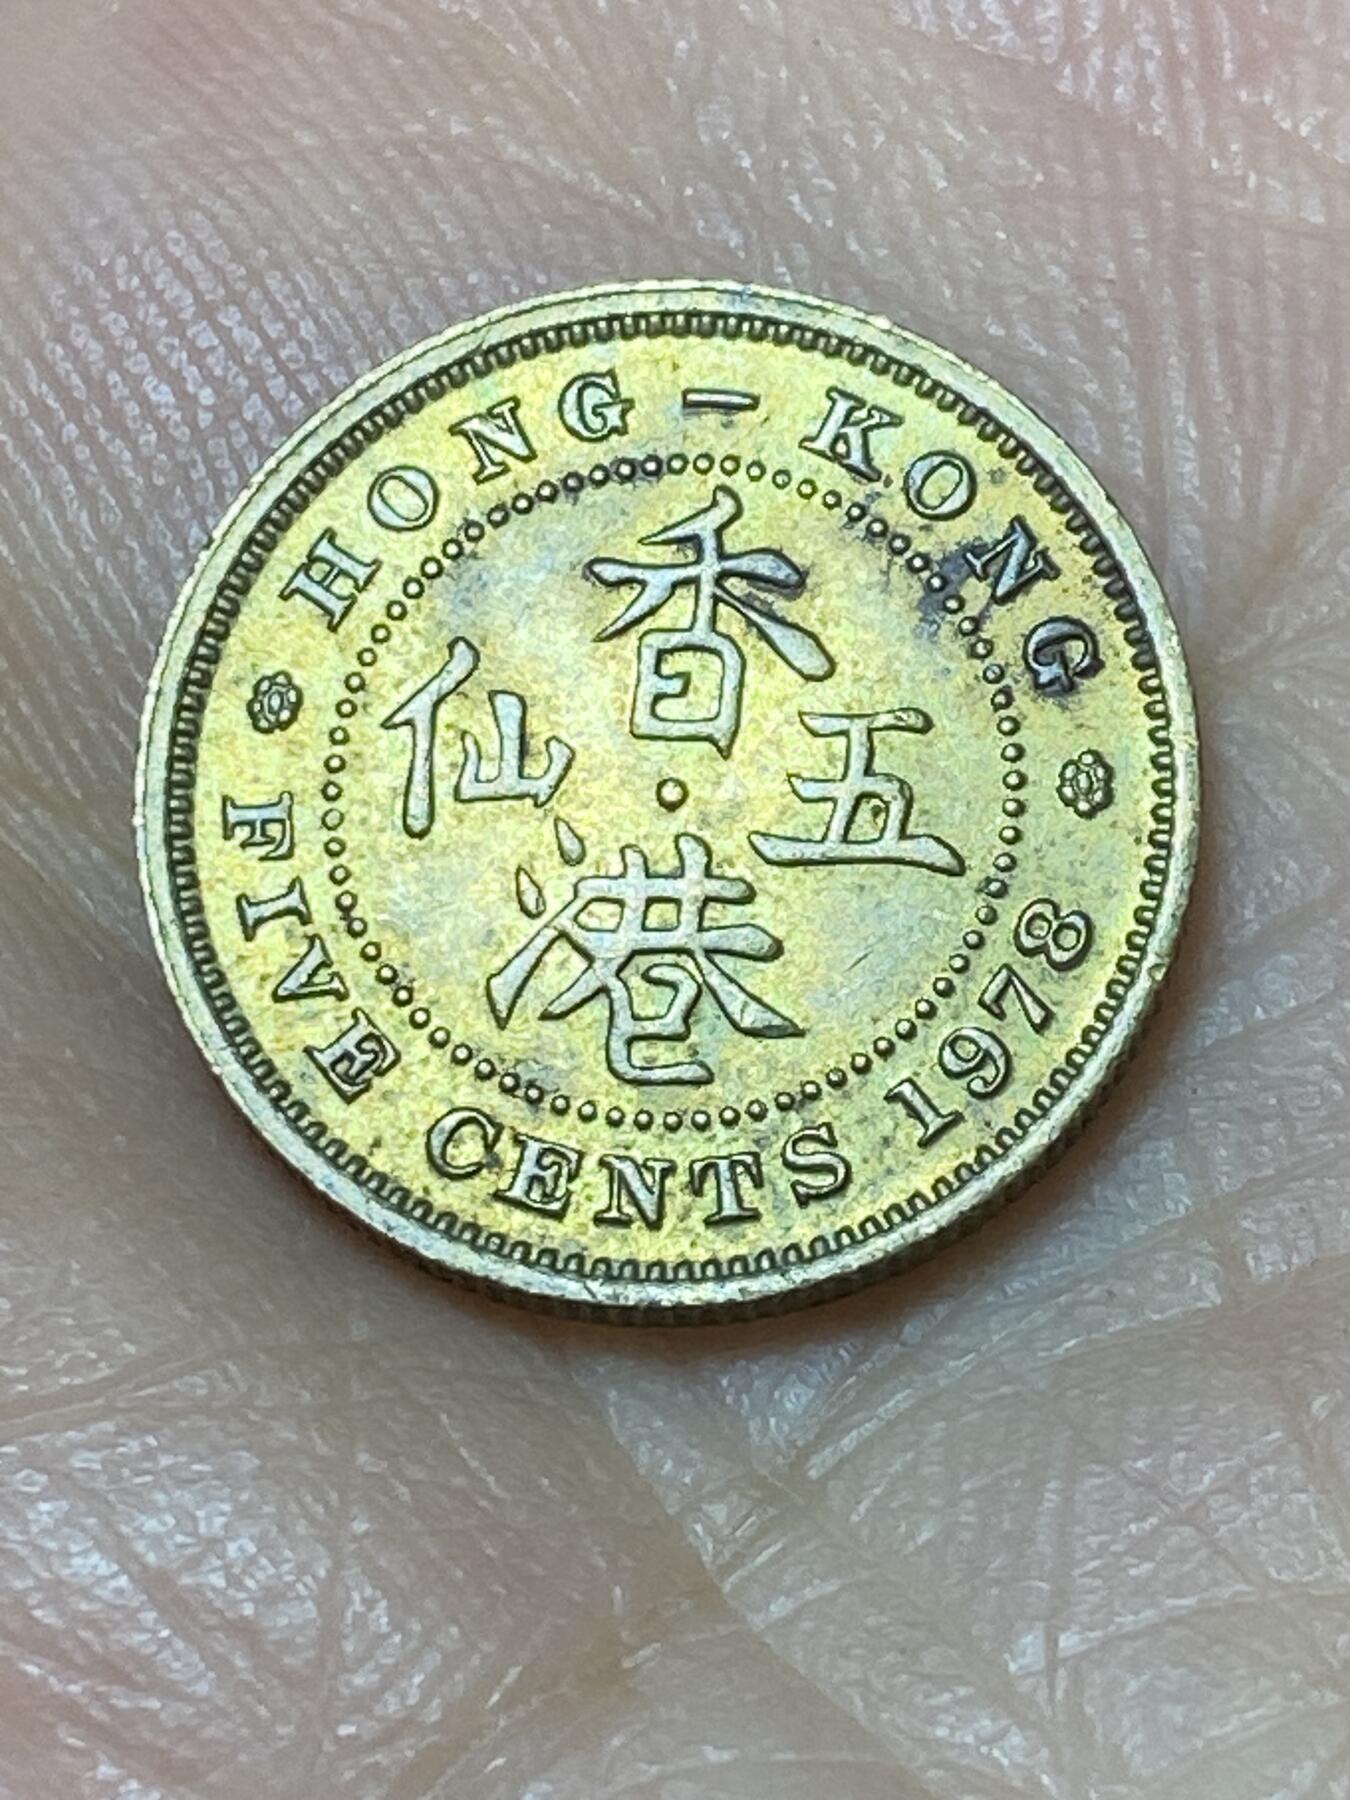 HONG-KONG
香港
五仙
FIVE CENTS 1978